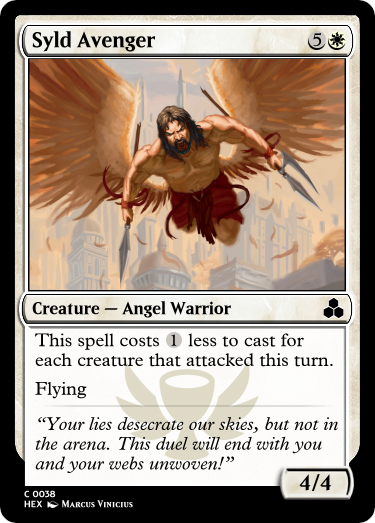 Syld Avenger 5
Creature — Angel Warrior
This spell costs 1 less to cast for
each creature that attacked this turn.
Flying
“Your lies desecrate our skies, but not in
the arena. This duel will end with you
and your webs unwoven!”
4/4
C 0038
HEX Marcus Vinicius